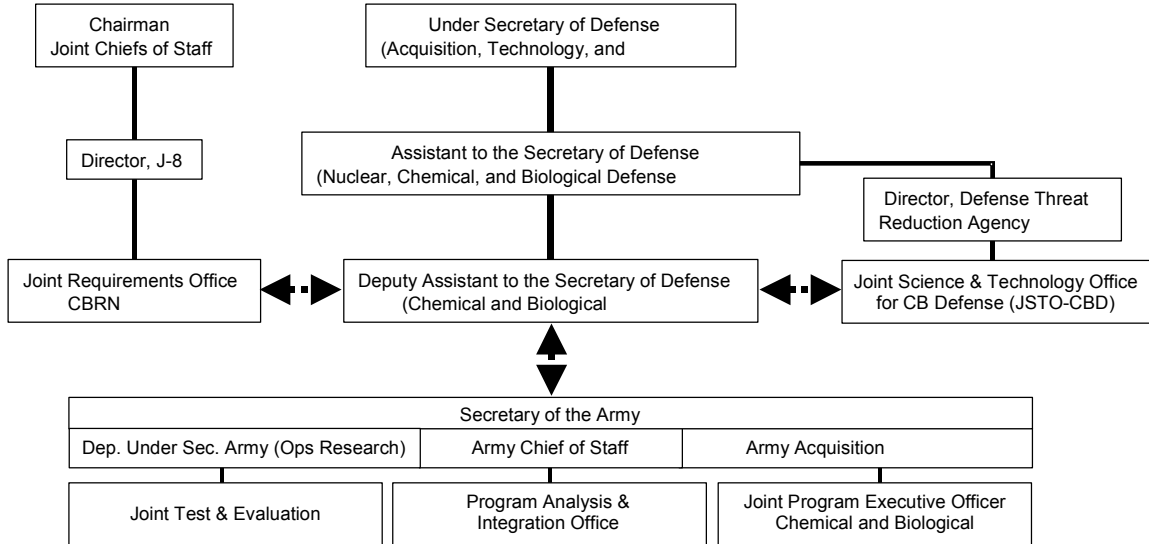 Chairman
Joint Chiefs of Staff
Under Secretary of Defense
(Acquisition, Technology, and
Director, J-8
Assistant to the Secretary of Defense
(Nuclear, Chemical, and Biological Defense
Director, Defense Threat
Reduction Agency
Joint Requirements Office
CBRN
Deputy Assistant to the Secretary of Defense
(Chemical and Biological
Joint Science & Technology Office
for CB Defense (JSTO-CBD)
Secretary of the Army
Dep. Under Sec. Army (Ops Research)
Army Chief of Staff
Army Acquisition
Joint Test & Evaluation
Program Analysis &
Integration Office
Joint Program Executive Officer
Chemical and Biological